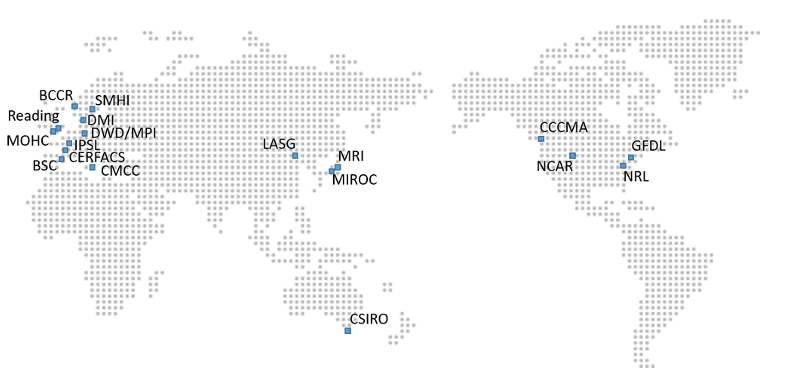 BCCR
SMHI
Reading
DMI
MOHC
DWD/MPI
IPSL
BSC
CERFACS
CMCC
LASG
MRI
MIROC
CSIRO
CCCMA
GFDL
NCAR
NRL